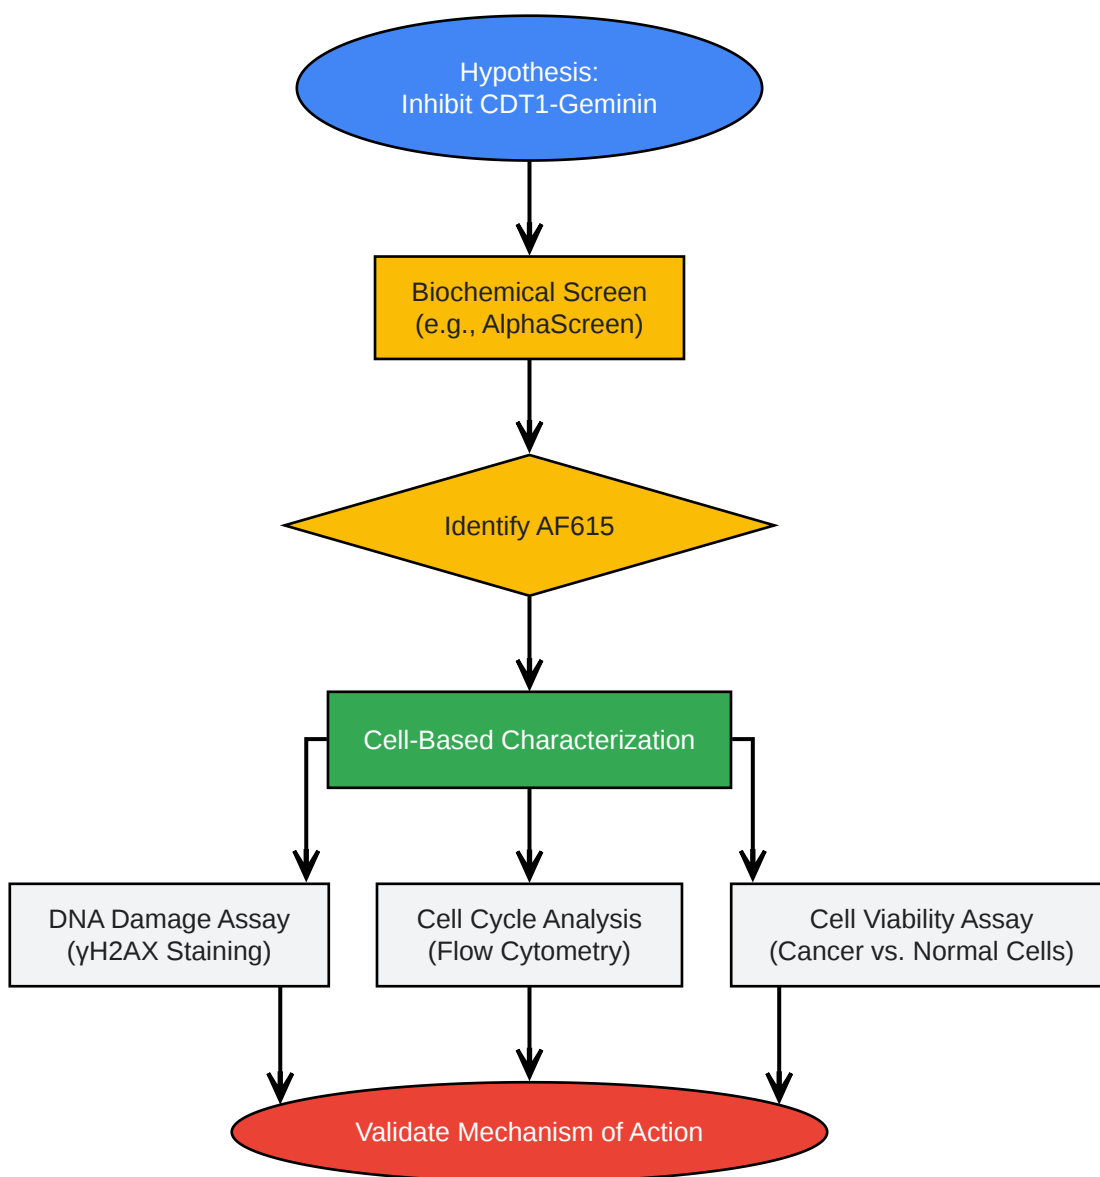 Hypothesis:
Inhibit CDT1-Geminin
Biochemical Screen
(e.g., AlphaScreen)
Identify AF615
Cell-Based Characterization
DNA Damage Assay
(γH2AX Staining)
Cell Cycle Analysis
(Flow Cytometry)
Cell Viability Assay
(Cancer vs. Normal Cells)
Validate Mechanism of Action